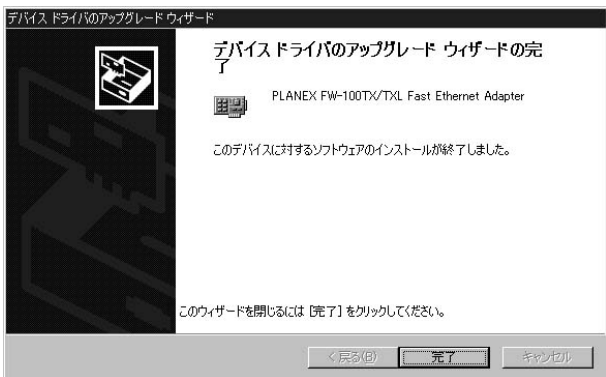 デバイス ドライバのアップグレード ウィザード
デバイス ドライバのアップグレード ウィザードの完
了
PLANEX FW-100TX/TXL Fast Ethernet Adapter
このデバイスに対するソフトウェアのインストールが終了しました。
このウィザードを閉じるには [完了] をクリックしてください。
< 戻る(B) 完了 キャンセル